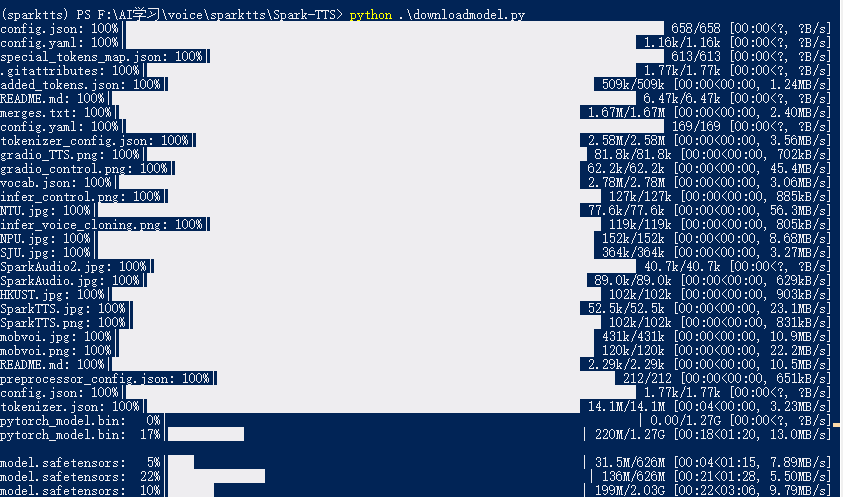 (sparktts) PS F:\AI学习\voice\sparktts\Spark-TTS> python .\downloadmodel.py
config.json: 100%| 658/658 [00:00<?, ?B/s]
config.yaml: 100%| 1.16k/1.16k [00:00<?, ?B/s]
special_tokens_map.json: 100%| 613/613 [00:00<?, ?B/s]
.gitattributes: 100%| 1.77k/1.77k [00:00<?, ?B/s]
added_tokens.json: 100%| 509k/509k [00:00<00:00, 1.24MB/s]
README.md: 100%| 6.47k/6.47k [00:00<?, ?B/s]
merges.txt: 100%| 1.67M/1.67M [00:00<00:00, 2.40MB/s]
config.yaml: 100%| 169/169 [00:00<?, ?B/s]
tokenizer_config.json: 100%| 2.58M/2.58M [00:00<00:00, 3.56MB/s]
gradio_TTS.png: 100%| 81.8k/81.8k [00:00<00:00, 702kB/s]
gradio_control.png: 100%| 62.2k/62.2k [00:00<00:00, 45.4MB/s]
vocab.json: 100%| 2.78M/2.78M [00:00<00:00, 3.06MB/s]
infer_control.png: 100%| 127k/127k [00:00<00:00, 885kB/s]
NTU.jpg: 100%| 77.6k/77.6k [00:00<00:00, 56.3MB/s]
infer_voice_cloning.png: 100%| 119k/119k [00:00<00:00, 805kB/s]
NPU.jpg: 100%| 152k/152k [00:00<00:00, 8.68MB/s]
SJU.jpg: 100%| 364k/364k [00:00<00:00, 3.27MB/s]
SparkAudio2.jpg: 100%| 40.7k/40.7k [00:00<?, ?B/s]
SparkAudio.jpg: 100%| 89.0k/89.0k [00:00<00:00, 629kB/s]
HKUST.jpg: 100%| 102k/102k [00:00<00:00, 903kB/s]
SparkTTS.jpg: 100%| 52.5k/52.5k [00:00<00:00, 23.1MB/s]
SparkTTS.png: 100%| 102k/102k [00:00<00:00, 831kB/s]
mobvoi.jpg: 100%| 431k/431k [00:00<00:00, 10.9MB/s]
mobvoi.png: 100%| 120k/120k [00:00<00:00, 22.2MB/s]
README.md: 100%| 2.29k/2.29k [00:00<00:00, 10.5MB/s]
preprocessor_config.json: 100%| 212/212 [00:00<00:00, 651kB/s]
config.json: 100%| 1.77k/1.77k [00:00<?, ?B/s]
tokenizer.json: 100%| 14.1M/14.1M [00:04<00:00, 3.23MB/s]
pytorch_model.bin: 0%| | 0.00/1.27G [00:00<?, ?B/s]
pytorch_model.bin: 17%| | 220M/1.27G [00:18<01:20, 13.0MB/s]
model.safetensors: 5%| | 31.5M/626M [00:04<01:15, 7.89MB/s]
model.safetensors: 22%| | 136M/626M [00:21<01:28, 5.50MB/s]
model.safetensors: 10%| | 199M/2.03G [00:22<03:06, 9.79MB/s]